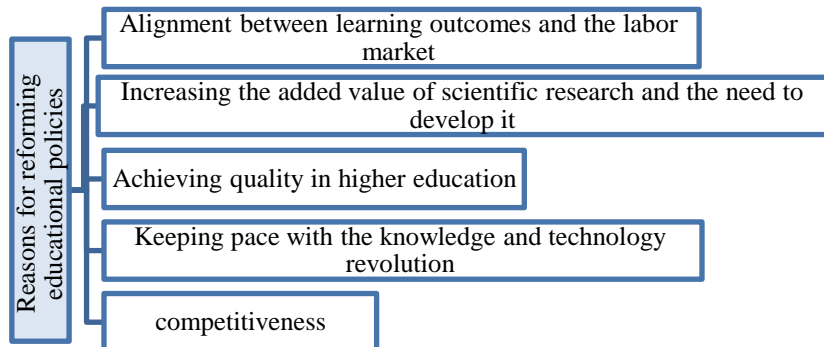 Reasons for reforming
educational policies
Alignment between learning outcomes and the labor
market
Increasing the added value of scientific research and the need to
develop it
Achieving quality in higher education
Keeping pace with the knowledge and technology
revolution
competitiveness